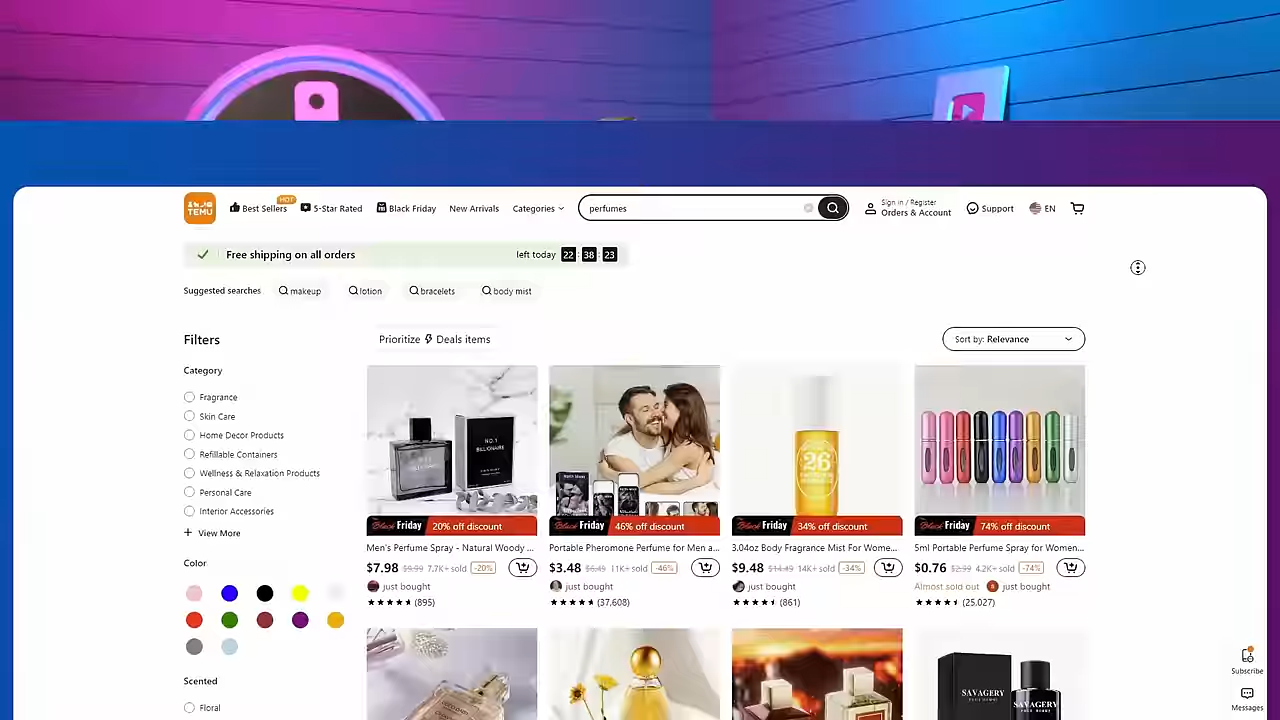 TEMU
Best Sellers
HOT
5-Star Rated
Black Friday
New Arrivals
Categories
perfumes
Sign in / Register
Orders & Account
Support
EN
Free shipping on all orders
left today 22 : 38 : 23
Suggested searches
makeup
lotion
bracelets
body mist
Filters
Prioritize Deals items
Sort by: Relevance
Category
Fragrance
Skin Care
Home Decor Products
Refillable Containers
Wellness & Relaxation Products
Personal Care
Interior Accessories
+ View More
Color
Scented
Floral
NO.1
BILLIONAIRE
Black Friday 20% off discount
Men's Perfume Spray - Natural Woody ...
$7.98 $9.99 7.7K+ sold -20%
just bought
(895)
Black Friday 46% off discount
Portable Pheromone Perfume for Men a...
$3.48 $6.49 11K+ sold -46%
just bought
(37,608)
26
Black Friday 34% off discount
3.04oz Body Fragrance Mist For Wome...
$9.48 $14.49 14K+ sold -34%
just bought
(861)
Black Friday 74% off discount
5ml Portable Perfume Spray for Women...
$0.76 $2.99 4.2K+ sold -74%
Almost sold out just bought
(25,027)
SAVAGERY
SAVAGERY
Subscribe
Messages